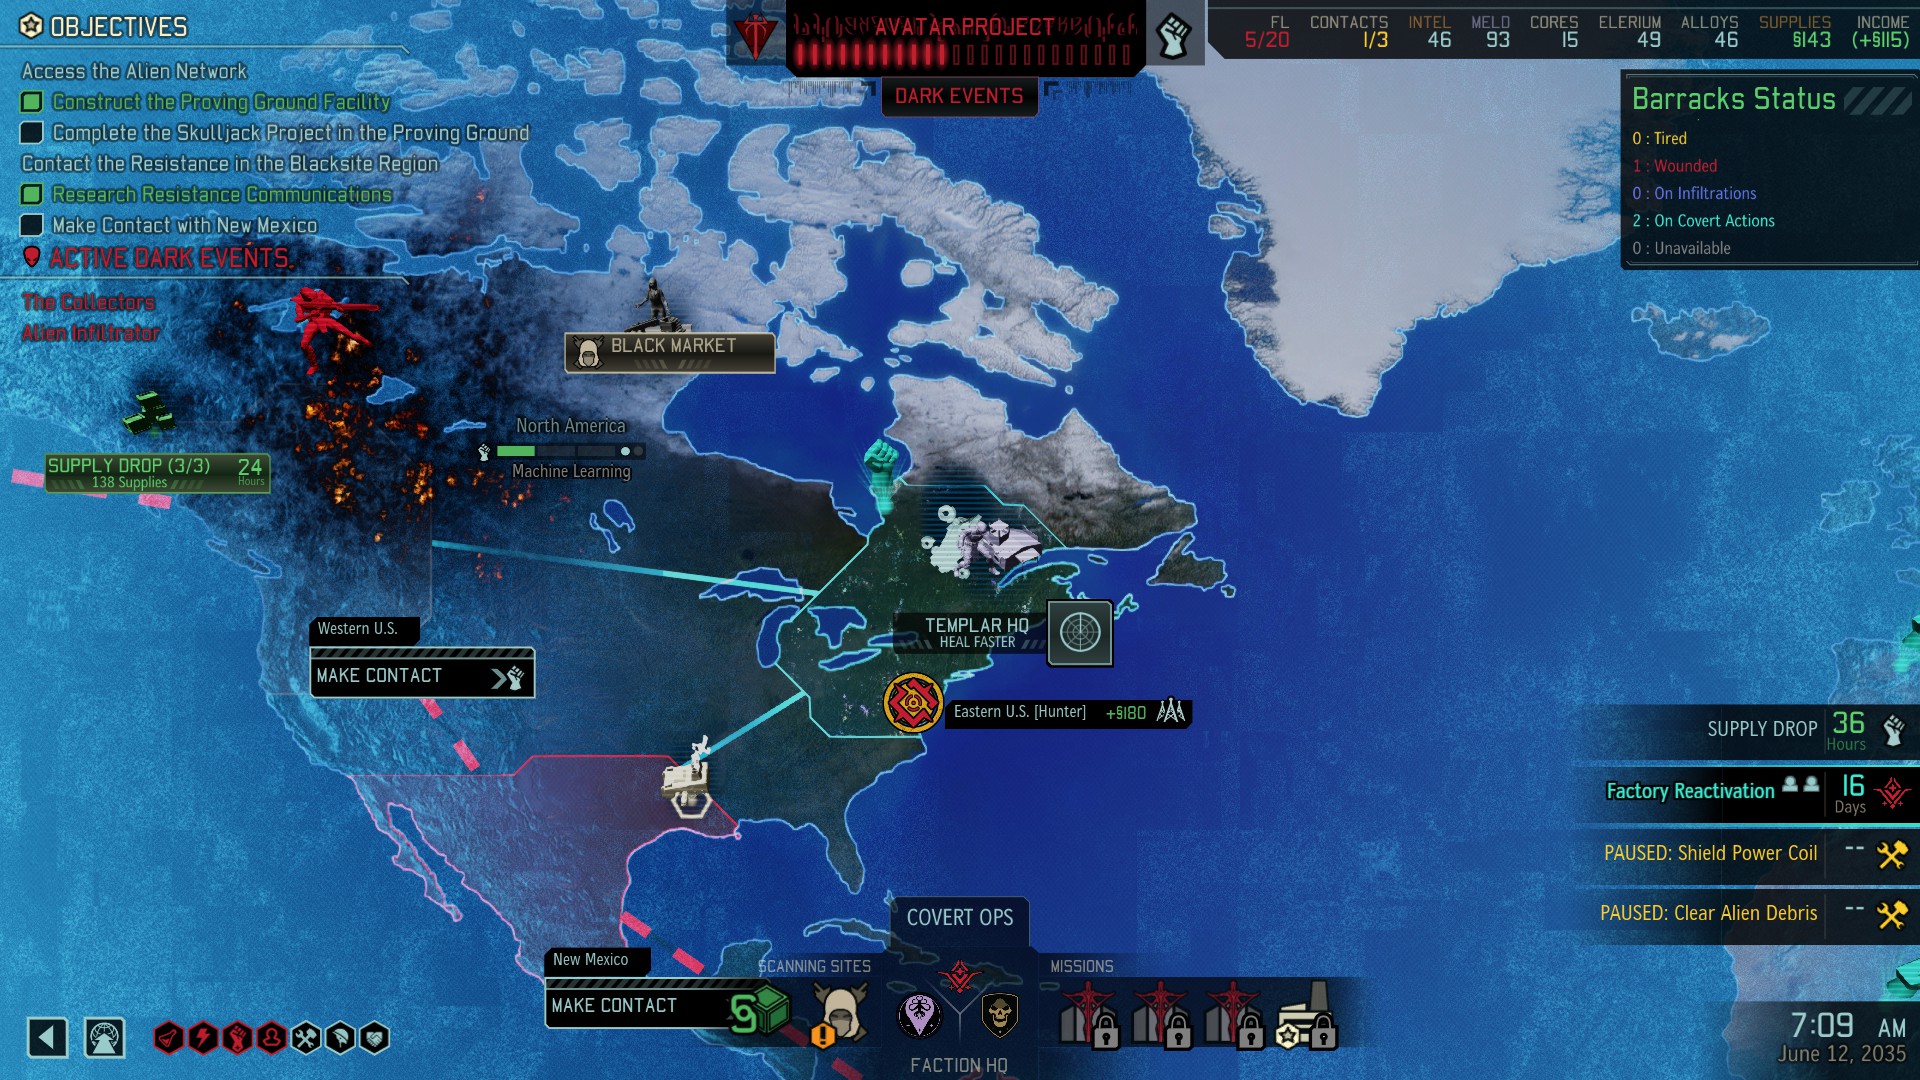 OBJECTIVES
Access the Alien Network
Construct the Proving Ground Facility
Complete the Skulljack Project in the Proving Ground
Contact the Resistance in the Blacksite Region
Research Resistance Communications
Make Contact with New Mexico
ACTIVE DARK EVENTS.
The Collectors
Alien Infiltrator
AVATAR PROJECT
DARK EVENTS
FL CONTACTS INTEL MELD CORES ELERIUM ALLOYS SUPPLIES INCOME
5/20 1/3 46 93 15 49 46 §143 (+§115)
Barracks Status
0 : Tired
1 : Wounded
0 : On Infiltrations
2 : On Covert Actions
0 : Unavailable
BLACK MARKET
North America
Machine Learning
SUPPLY DROP (3/3) 24
138 Supplies Hours
Western U.S.
MAKE CONTACT
TEMPLAR HQ
HEAL FASTER
Eastern U.S. [Hunter] +§180
SUPPLY DROP 36
Hours
Factory Reactivation 16
Days
PAUSED: Shield Power Coil --
PAUSED: Clear Alien Debris --
New Mexico
MAKE CONTACT
COVERT OPS
SCANNING SITES
5
MISSIONS
FACTION HQ
7:09 AM
June 12, 2035